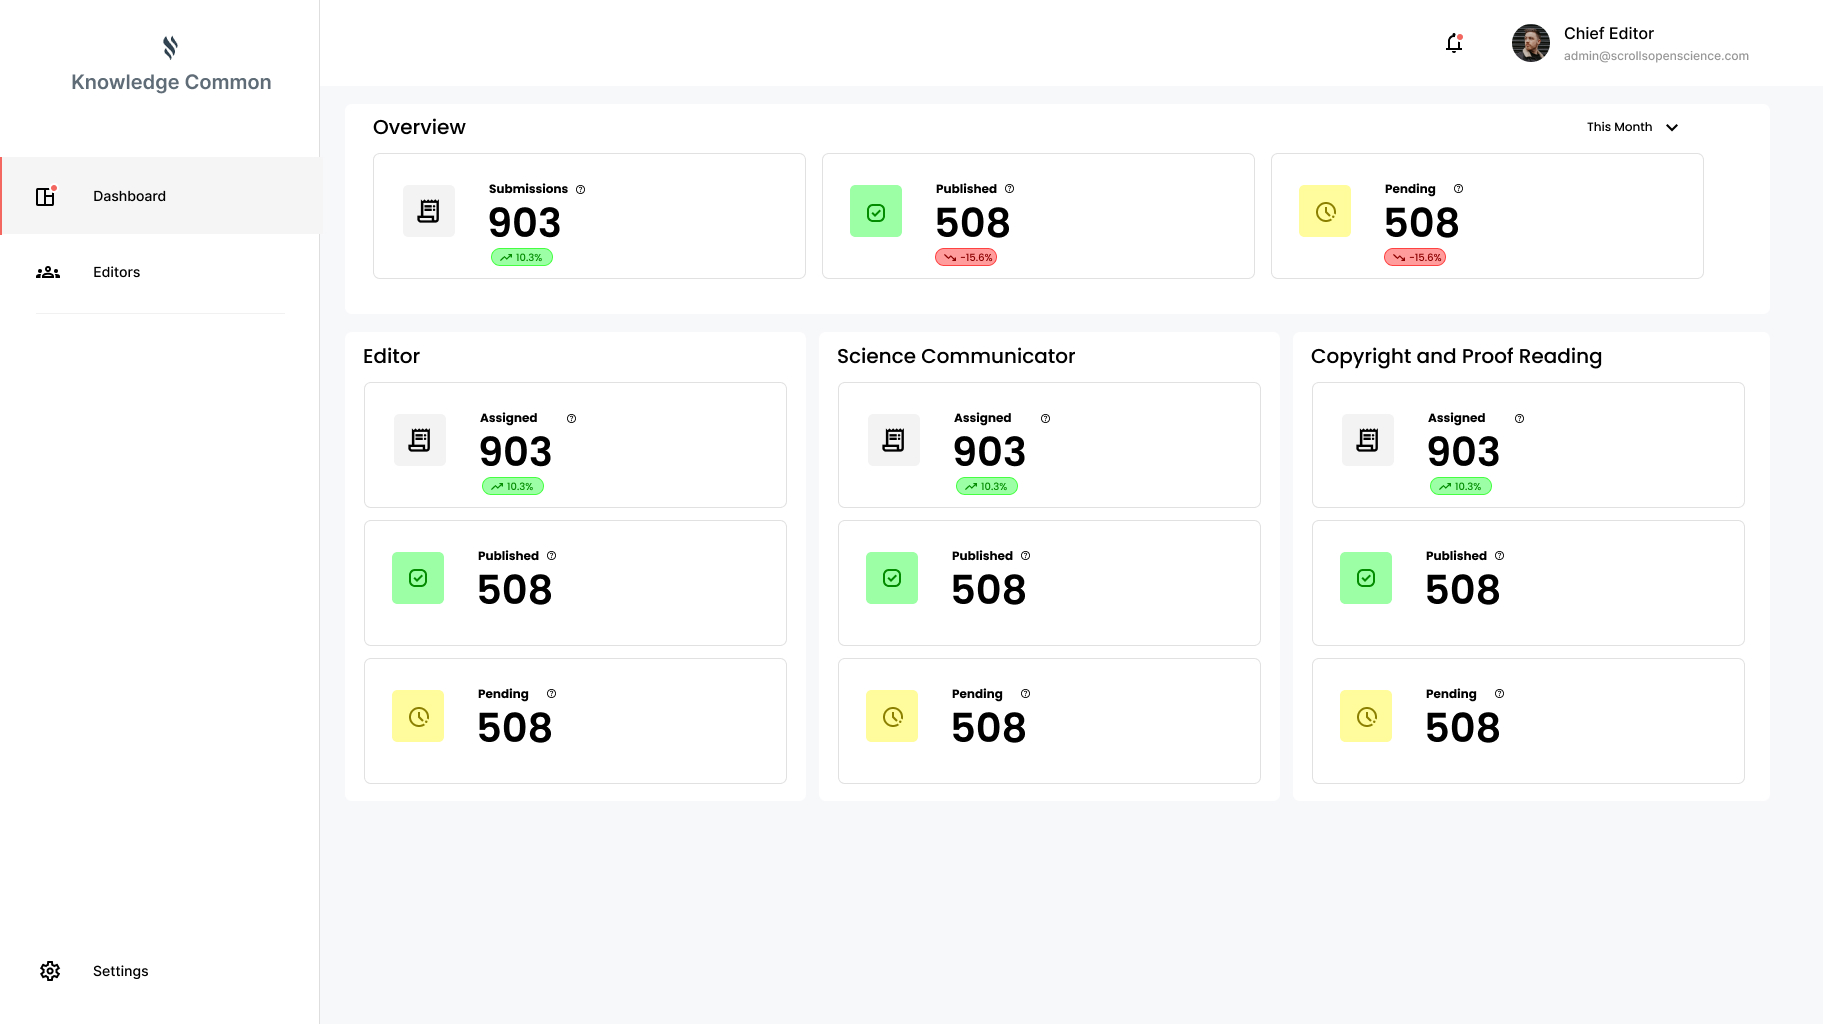 Knowledge Common
Dashboard
Editors
Settings
Chief Editor
admin@scrollsopenscience.com
Overview
This Month
Submissions
903
10.3%
Published
508
-15.6%
Pending
508
-15.6%
Editor
Assigned
903
10.3%
Published
508
Pending
508
Science Communicator
Assigned
903
10.3%
Published
508
Pending
508
Copyright and Proof Reading
Assigned
903
10.3%
Published
508
Pending
508